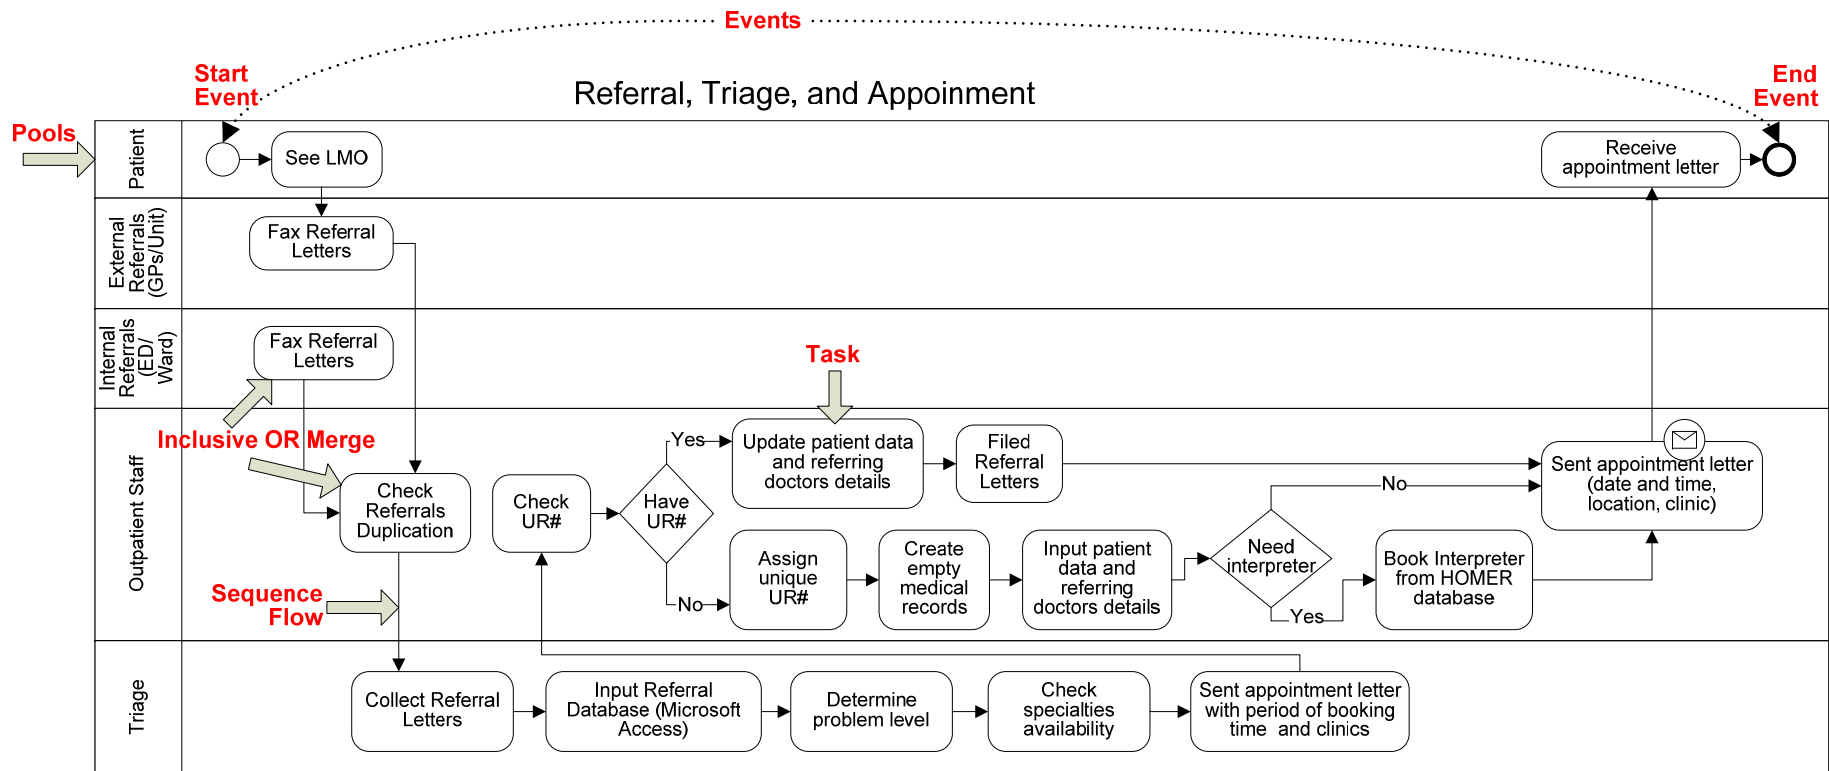 Events
Start
Event
End
Event
Referral, Triage, and Appoinment
Pools
Patient
See LMO
Receive
appointment letter
External
Referrals
(GPs/Unit)
Fax Referral
Letters
Internal
Referrals
(ED/
Ward)
Fax Referral
Letters
Task
Inclusive OR Merge
Outpatient Staff
Check
Referrals
Duplication
Check
UR#
Have
UR#
Yes
Update patient data
and referring
doctors details
Filed
Referral
Letters
No
Sent appointment letter
(date and time,
location, clinic)
No
Assign
unique
UR#
Create
empty
medical
records
Input patient
data and
referring
doctors details
Need
interpreter
Yes
Book Interpreter
from HOMER
database
Sequence
Flow
Triage
Collect Referral
Letters
Input Referral
Database (Microsoft
Access)
Determine
problem level
Check
specialties
availability
Sent appointment letter
with period of booking
time and clinics